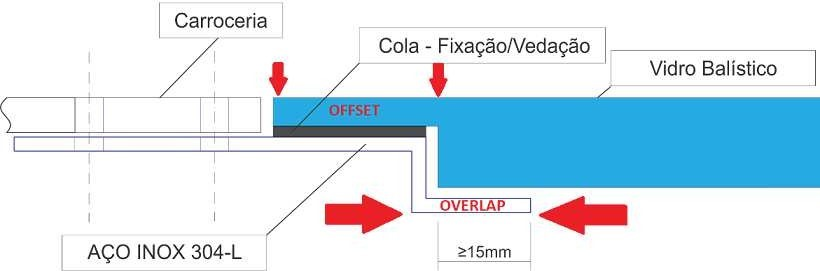 Carroceria
Cola - Fixação/Vedação
Vidro Balístico
OFFSET
OVERLAP
AÇO INOX 304-L
≥15mm